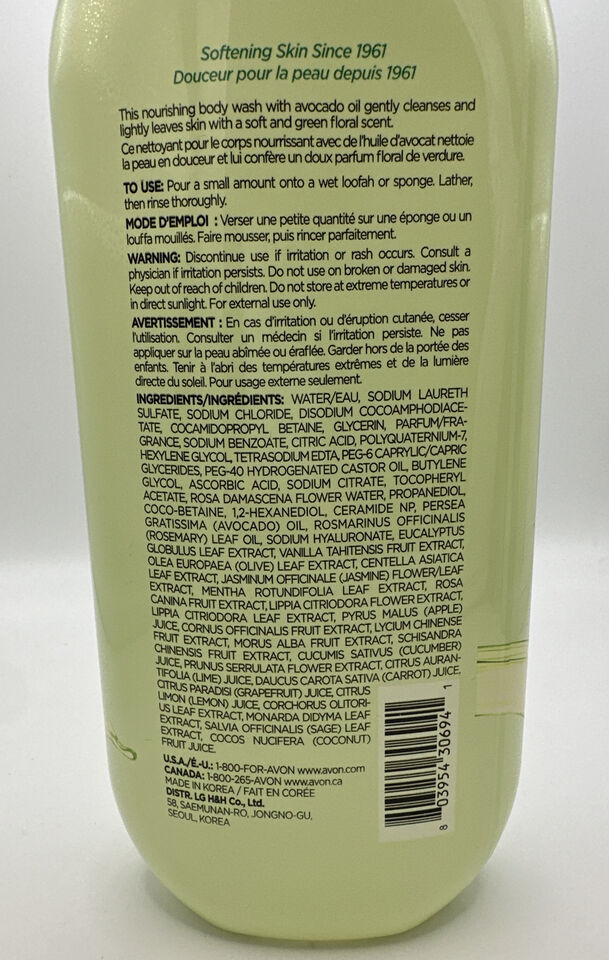 Softening Skin Since 1961
Douceur pour la peau depuis 1961
This nourishing body wash with avocado oil gently cleanses and
lightly leaves skin with a soft and green floral scent.
Ce nettoyant pour le corps nourrissant avec de l'huile d'avocat nettoie
la peau en douceur et lui confère un doux parfum floral de verdure.
TO USE: Pour a small amount onto a wet loofah or sponge. Lather,
then rinse thoroughly.
MODE D'EMPLOI : Verser une petite quantité sur une éponge ou un
louffa mouillés. Faire mousser, puis rincer parfaitement.
WARNING: Discontinue use if irritation or rash occurs. Consult a
physician if irritation persists. Do not use on broken or damaged skin.
Keep out of reach of children. Do not store at extreme temperatures or
in direct sunlight. For external use only.
AVERTISSEMENT : En cas d'irritation ou d'éruption cutanée, cesser
l'utilisation. Consulter un médecin si l'irritation persiste. Ne pas
appliquer sur la peau abîmée ou éraflée. Garder hors de la portée des
enfants. Tenir à l'abri des températures extrêmes et de la lumière
directe du soleil. Pour usage externe seulement.
INGREDIENTS/INGRÉDIENTS: WATER/EAU, SODIUM LAURETH
SULFATE, SODIUM CHLORIDE, DISODIUM COCOAMPHODIACE-
TATE, COCAMIDOPROPYL BETAINE, GLYCERIN, PARFUM/FRA-
GRANCE, SODIUM BENZOATE, CITRIC ACID, POLYQUATERNIUM-7,
HEXYLENE GLYCOL, TETRASODIUM EDTA, PEG-6 CAPRYLIC/CAPRIC
GLYCERIDES, PEG-40 HYDROGENATED CASTOR OIL, BUTYLENE
GLYCOL, ASCORBIC ACID, SODIUM CITRATE, TOCOPHERYL
ACETATE, ROSA DAMASCENA FLOWER WATER, PROPANEDIOL,
COCO-BETAINE, 1,2-HEXANEDIOL, CERAMIDE NP, PERSEA
GRATISSIMA (AVOCADO) OIL, ROSMARINUS OFFICINALIS
(ROSEMARY) LEAF OIL, SODIUM HYALURONATE, EUCALYPTUS
GLOBULUS LEAF EXTRACT, VANILLA TAHITENSIS FRUIT EXTRACT,
OLEA EUROPAEA (OLIVE) LEAF EXTRACT, CENTELLA ASIATICA
LEAF EXTRACT, JASMINUM OFFICINALE (JASMINE) FLOWER/LEAF
EXTRACT, MENTHA ROTUNDIFOLIA LEAF EXTRACT, ROSA
CANINA FRUIT EXTRACT, LIPPIA CITRIODORA FLOWER EXTRACT,
LIPPIA CITRIODORA LEAF EXTRACT, PYRUS MALUS (APPLE)
JUICE, CORNUS OFFICINALIS FRUIT EXTRACT, LYCIUM CHINENSE
FRUIT EXTRACT, MORUS ALBA FRUIT EXTRACT, SCHISANDRA
CHINENSIS FRUIT EXTRACT, CUCUMIS SATIVUS (CUCUMBER)
JUICE, PRUNUS SERRULATA FLOWER EXTRACT, CITRUS AURAN-
TIFOLIA (LIME) JUICE, DAUCUS CAROTA SATIVA (CARROT) JUICE,
CITRUS PARADISI (GRAPEFRUIT) JUICE, CITRUS
LIMON (LEMON) JUICE, CORCHORUS OLITORI-
US LEAF EXTRACT, MONARDA DIDYMA LEAF
EXTRACT, SALVIA OFFICINALIS (SAGE) LEAF
EXTRACT, COCOS NUCIFERA (COCONUT)
FRUIT JUICE.
U.S.A./É.-U.: 1-800-FOR-AVON www.avon.com
CANADA: 1-800-265-AVON www.avon.ca
MADE IN KOREA / FAIT EN CORÉE
DISTR. LG H&H Co., Ltd.
58, SAEMUNAN-RO, JONGNO-GU,
SEOUL, KOREA
8 03954 30694 1